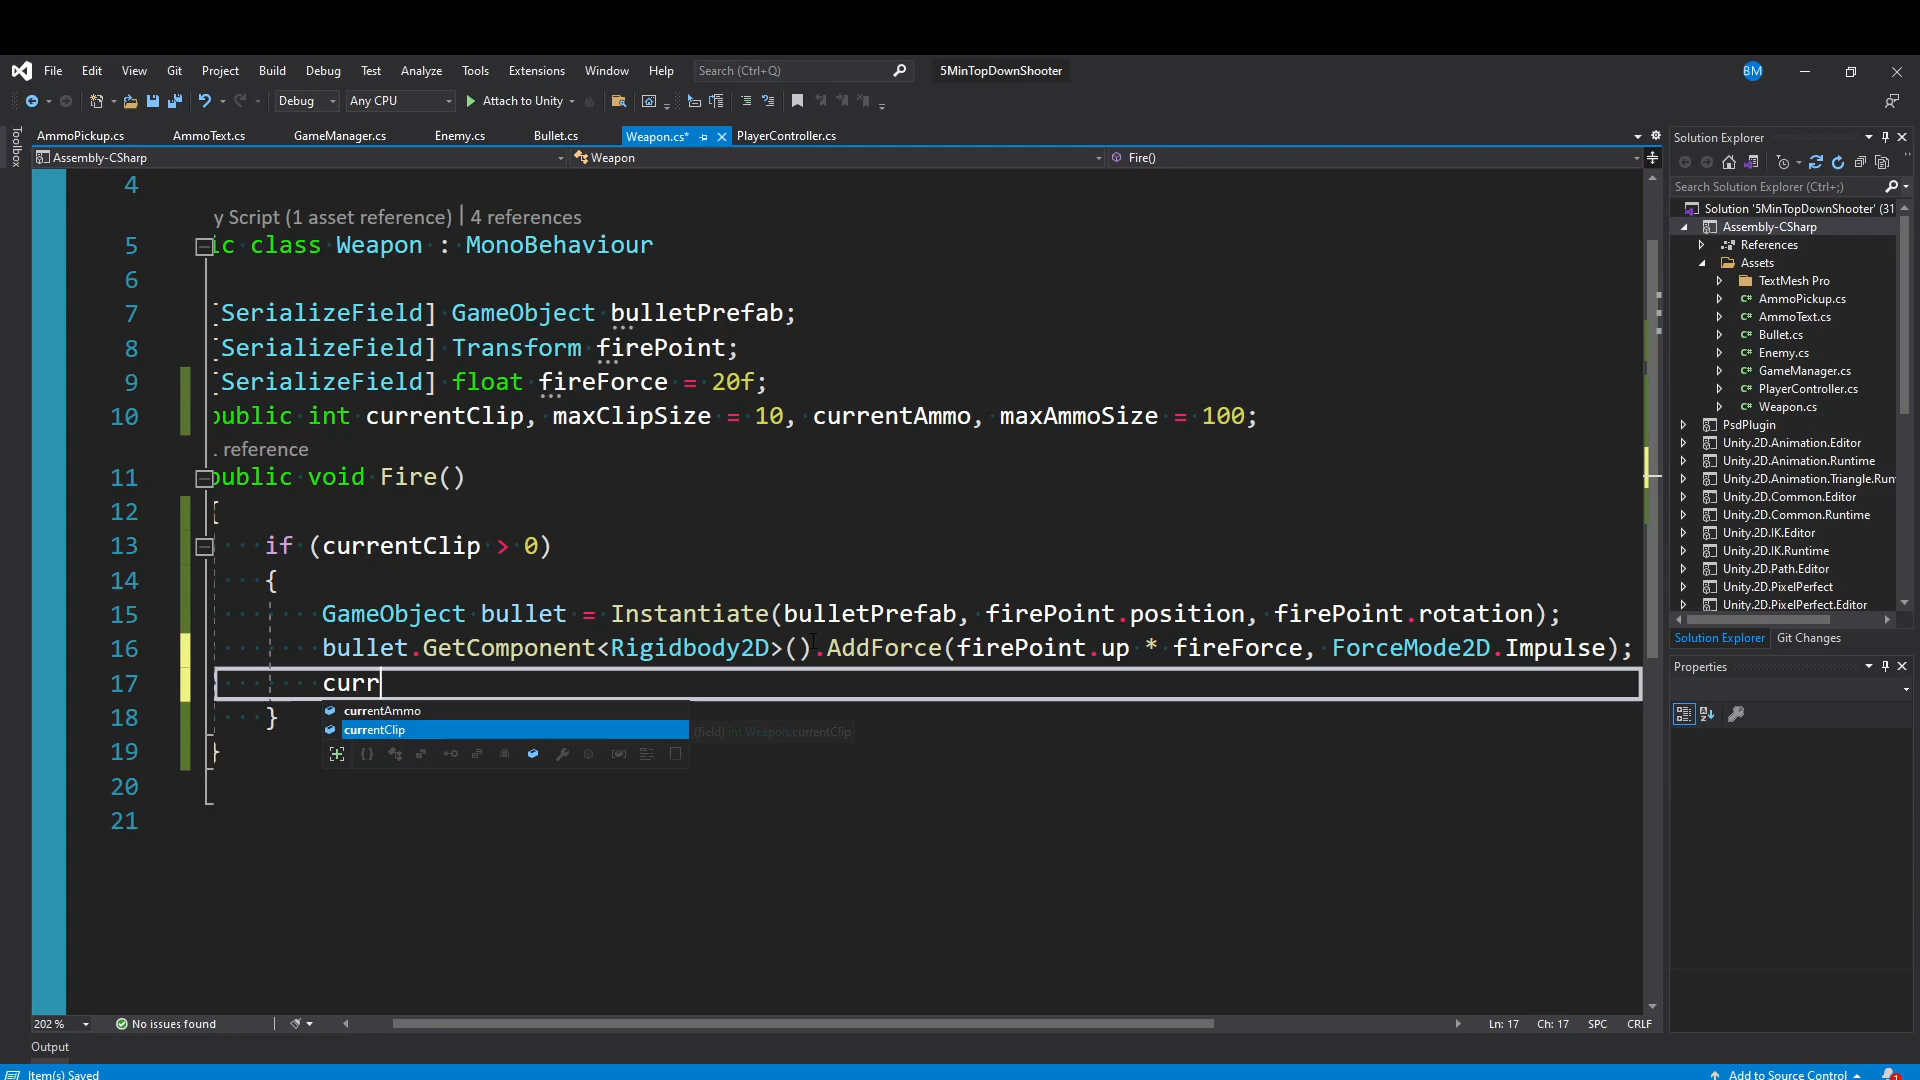 File Edit View Git Project Build Debug Test Analyze Tools Extensions Window Help Search (Ctrl+Q) 5MinTopDownShooter BM
Debug Any CPU Attach to Unity
Toolbox
AmmoPickup.cs AmmoText.cs GameManager.cs Enemy.cs Bullet.cs Weapon.cs* PlayerController.cs
Assembly-CSharp Weapon Fire()
4
y Script (1 asset reference) | 4 references
5 ic class Weapon : MonoBehaviour
6
7 [SerializeField] GameObject bulletPrefab;
8 [SerializeField] Transform firePoint;
9 [SerializeField] float fireForce = 20f;
10 public int currentClip, maxClipSize = 10, currentAmmo, maxAmmoSize = 100;
reference
11 public void Fire()
12 {
13 if (currentClip > 0)
14 {
15 GameObject bullet = Instantiate(bulletPrefab, firePoint.position, firePoint.rotation);
16 bullet.GetComponent<Rigidbody2D>().AddForce(firePoint.up * fireForce, ForceMode2D.Impulse);
17 curr
currentAmmo
currentClip (field) int Weapon.currentClip
18 }
19 }
20
21
202 % No issues found Ln: 17 Ch: 17 SPC CRLF
Output
Item(s) Saved Add to Source Control 1
Solution Explorer
Search Solution Explorer (Ctrl+;)
Solution '5MinTopDownShooter' (31
Assembly-CSharp
References
Assets
TextMesh Pro
C# AmmoPickup.cs
C# AmmoText.cs
C# Bullet.cs
C# Enemy.cs
C# GameManager.cs
C# PlayerController.cs
C# Weapon.cs
PsdPlugin
Unity.2D.Animation.Editor
Unity.2D.Animation.Runtime
Unity.2D.Animation.Triangle.Run
Unity.2D.Common.Editor
Unity.2D.Common.Runtime
Unity.2D.IK.Editor
Unity.2D.IK.Runtime
Unity.2D.Path.Editor
Unity.2D.PixelPerfect
Unity.2D.PixelPerfect.Editor
Solution Explorer Git Changes
Properties